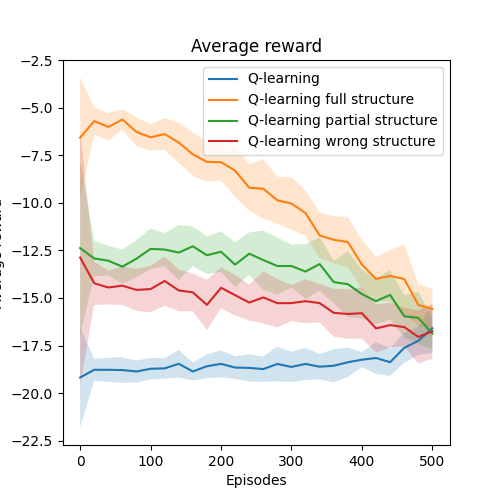 Average reward
Q-learning
Q-learning full structure
Q-learning partial structure
Q-learning wrong structure
−2.5
−5.0
−7.5
−10.0
−12.5
−15.0
−17.5
−20.0
−22.5
0 100 200 300 400 500
Episodes